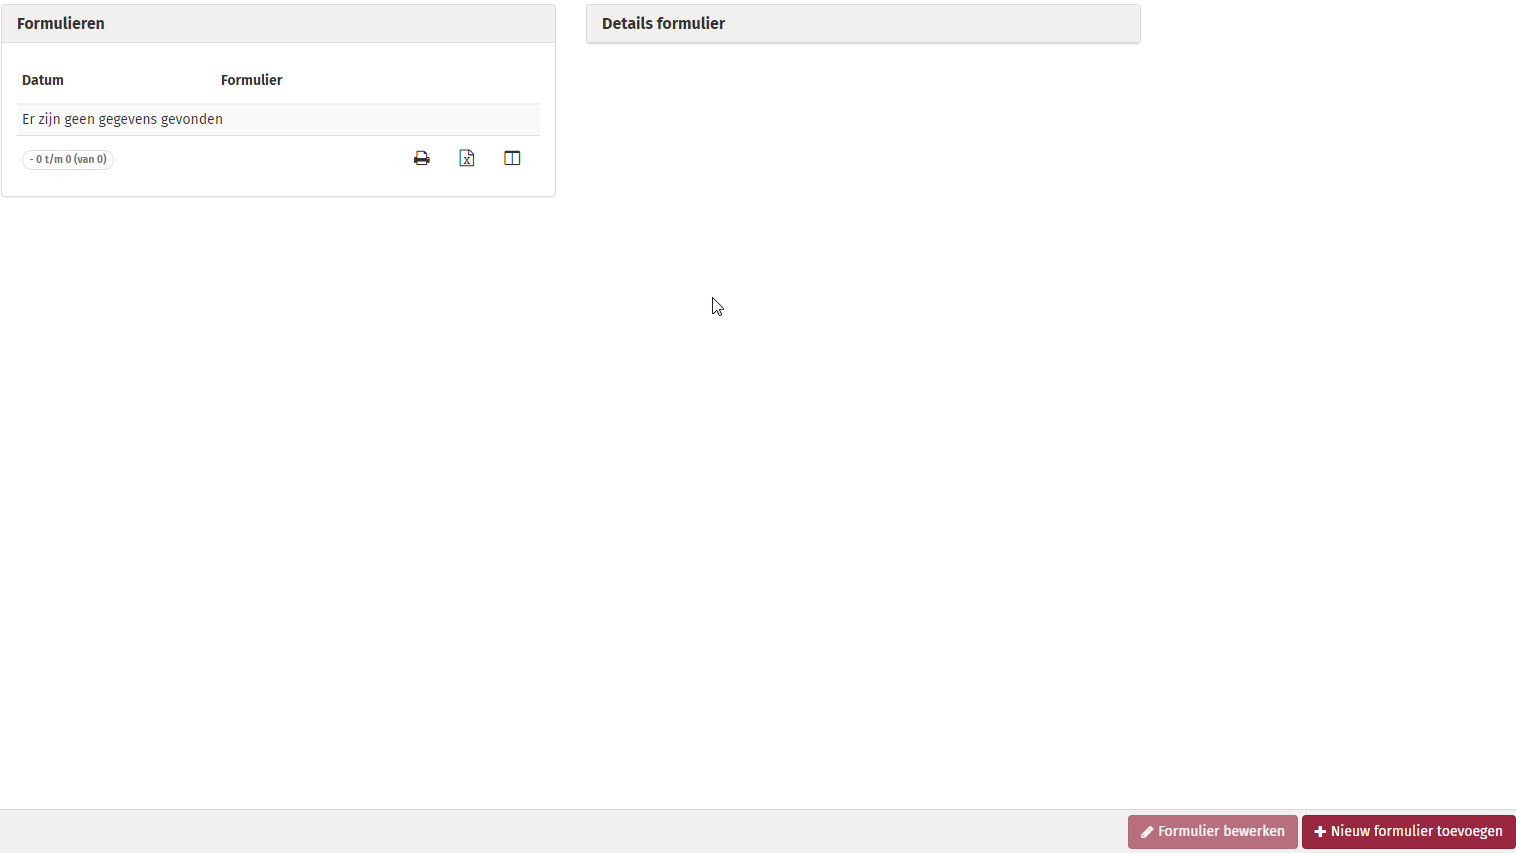 Formulieren
Details formulier
Datum Formulier
Er zijn geen gegevens gevonden
- 0 t/m 0 (van 0)
Formulier bewerken
Nieuw formulier toevoegen